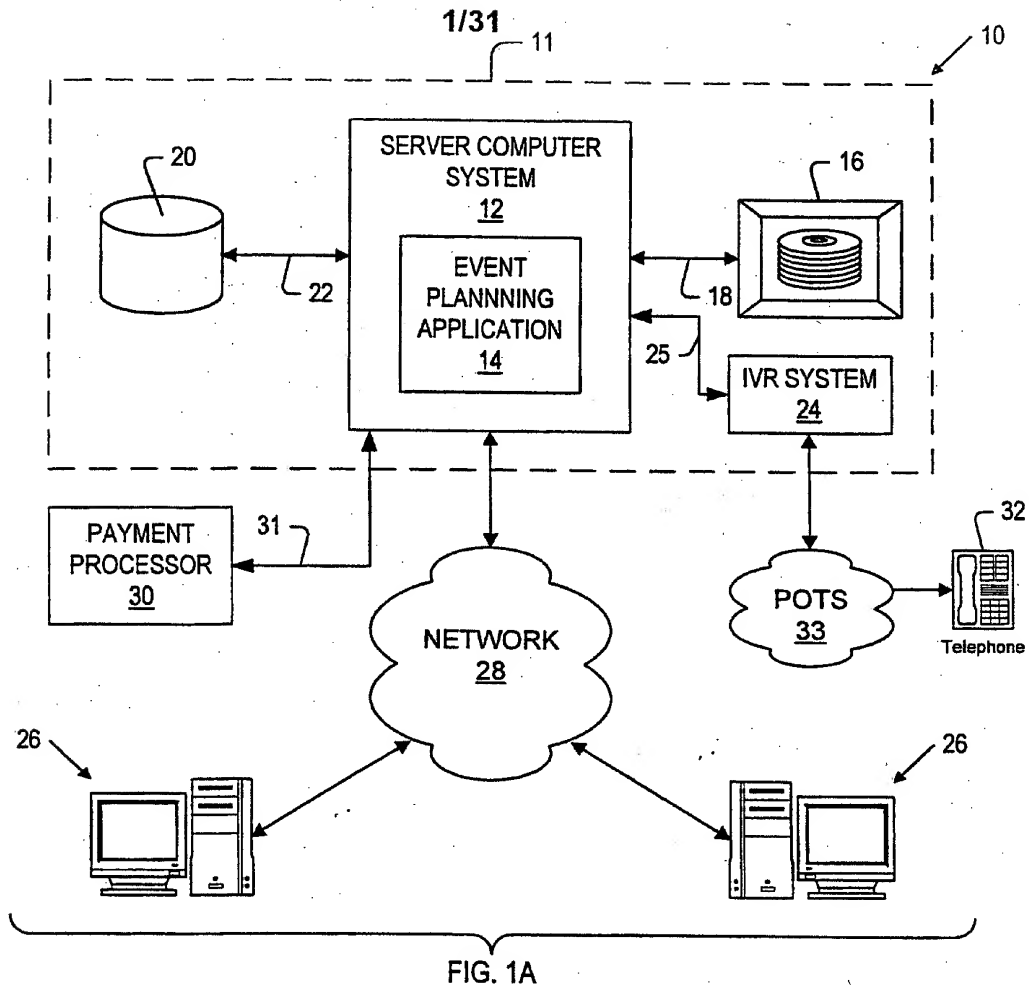 1/31
11
10
20
SERVER COMPUTER
SYSTEM
12
16
EVENT
PLANNNING
APPLICATION
14
22
18
25
IVR SYSTEM
24
PAYMENT
PROCESSOR
30
31
32
NETWORK
28
POTS
33
Telephone
26
26
FIG. 1A